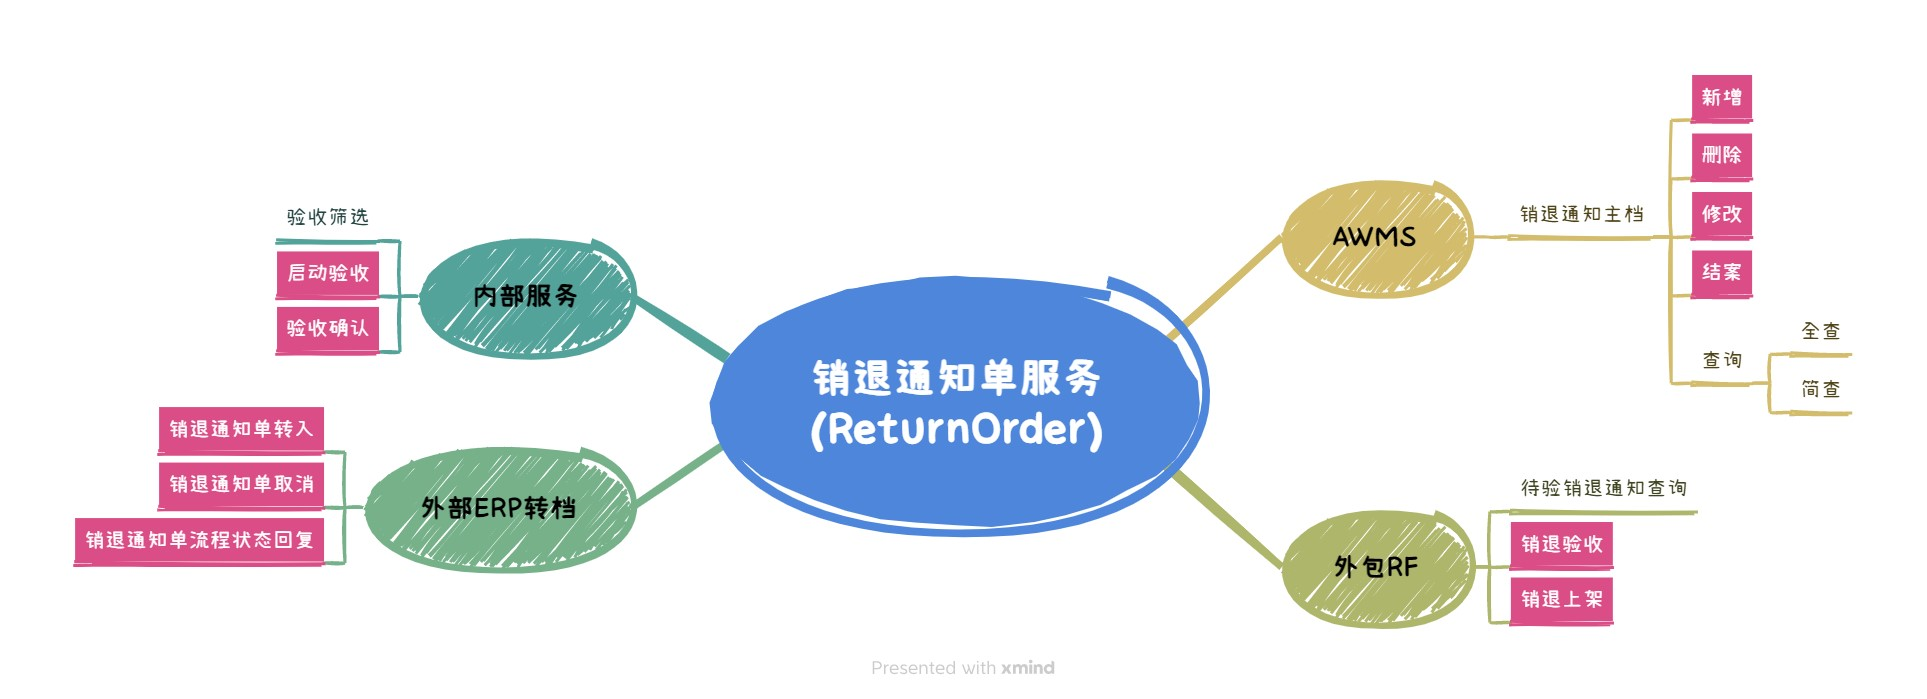 销退通知单服务
(ReturnOrder)
AWMS
销退通知主档
新增
删除
修改
结案
查询
全查
简查
外包RF
待验销退通知查询
销退验收
销退上架
内部服务
验收筛选
启动验收
验收确认
外部ERP转档
销退通知单转入
销退通知单取消
销退通知单流程状态回复
Presented with xmind